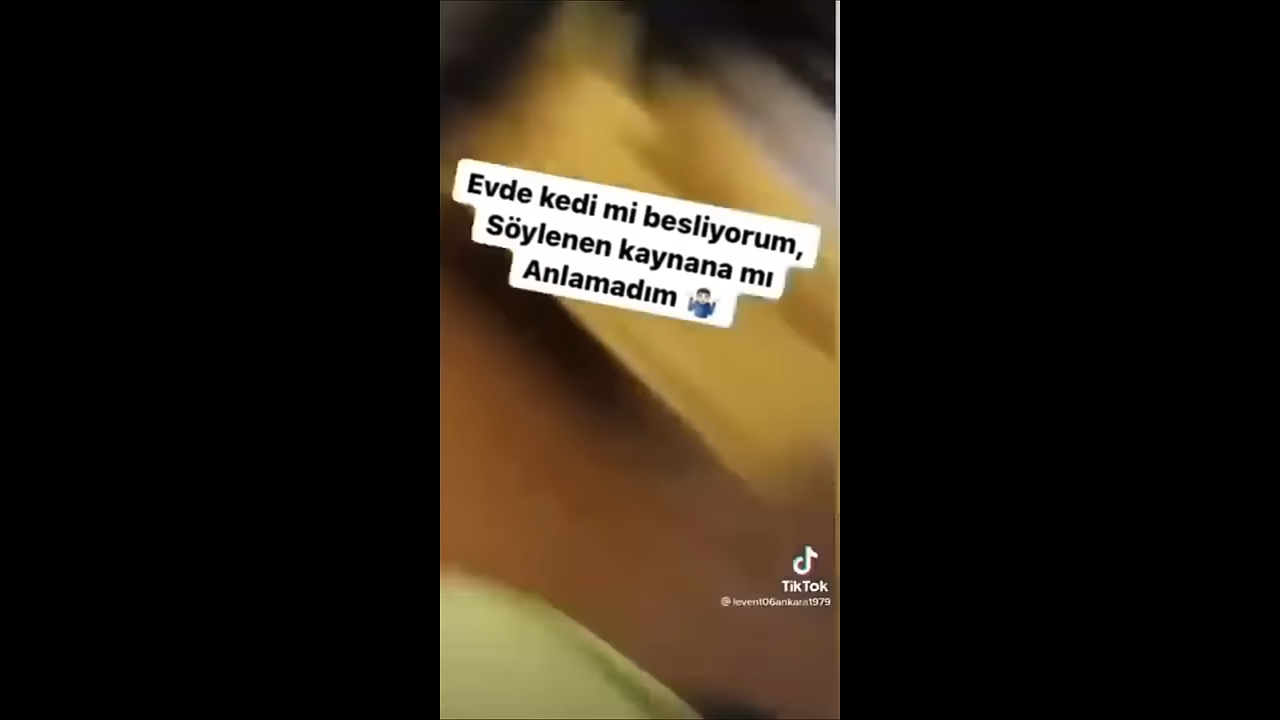 Evde kedi mi besliyorum,
Söylenen kaynana mı
Anlamadım 🤷🏻‍♂️
TikTok
@levent06ankara1979